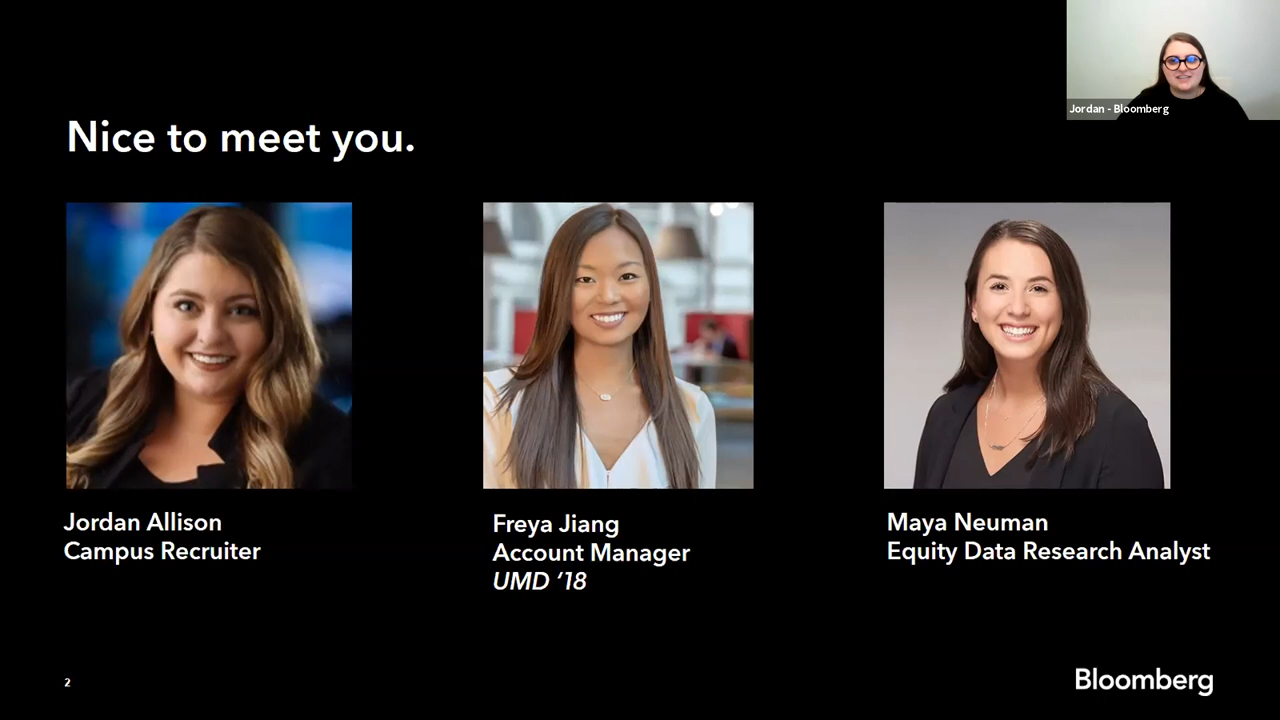 Jordan - Bloomberg
Nice to meet you.
Jordan Allison
Campus Recruiter
Freya Jiang
Account Manager
UMD ‘18
Maya Neuman
Equity Data Research Analyst
2
Bloomberg